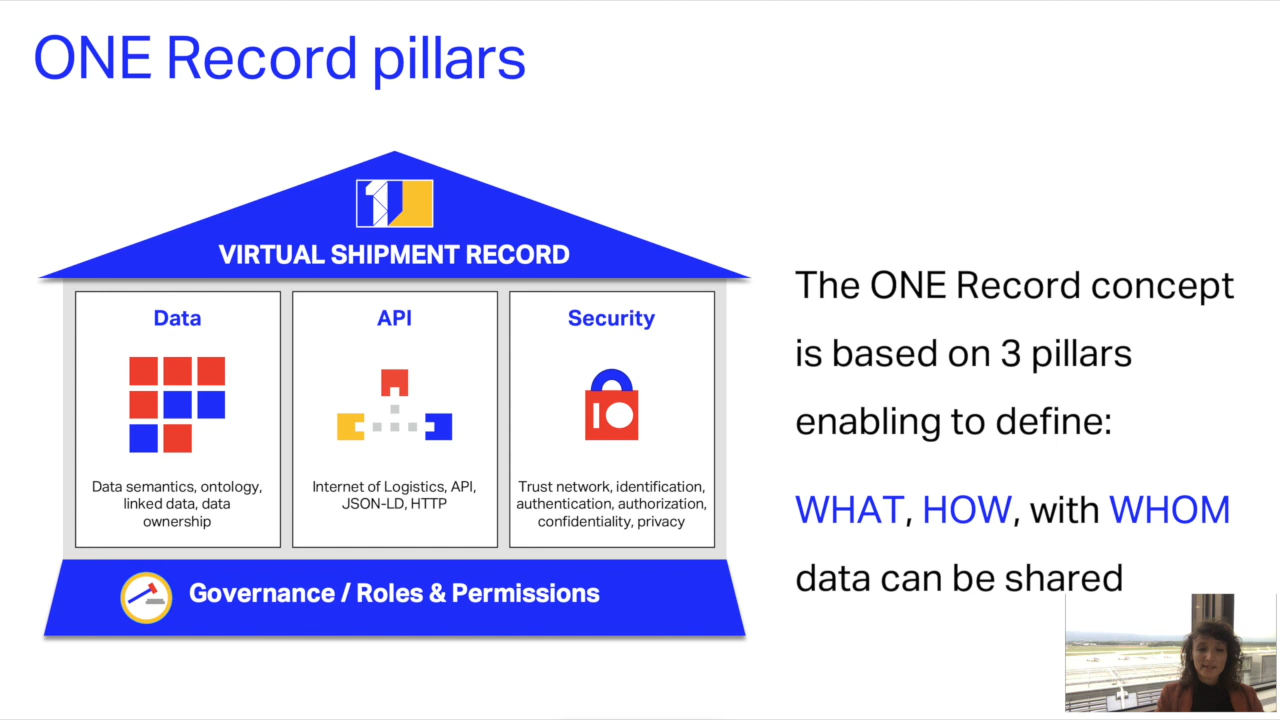 ONE Record pillars
VIRTUAL SHIPMENT RECORD
Data
Data semantics, ontology,
linked data, data
ownership
API
Internet of Logistics, API,
JSON-LD, HTTP
Security
Trust network, identification,
authentication, authorization,
confidentiality, privacy
Governance / Roles & Permissions
The ONE Record concept
is based on 3 pillars
enabling to define:
WHAT, HOW, with WHOM
data can be shared